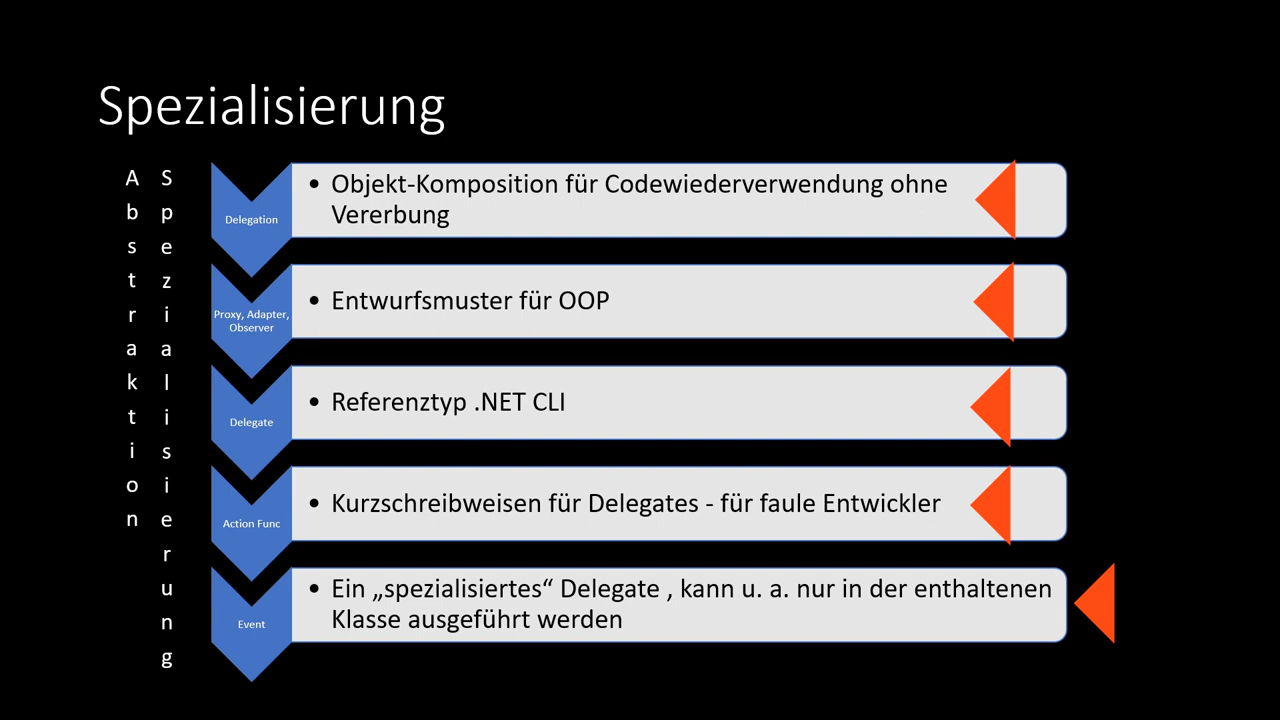 Spezialisierung
Abstraktion
Spezialisierung
Delegation
• Objekt-Komposition für Codewiederverwendung ohne
Vererbung
Proxy, Adapter,
Observer
• Entwurfsmuster für OOP
Delegate
• Referenztyp .NET CLI
Action Func
• Kurzschreibweisen für Delegates - für faule Entwickler
Event
• Ein „spezialisiertes“ Delegate , kann u. a. nur in der enthaltenen
Klasse ausgeführt werden